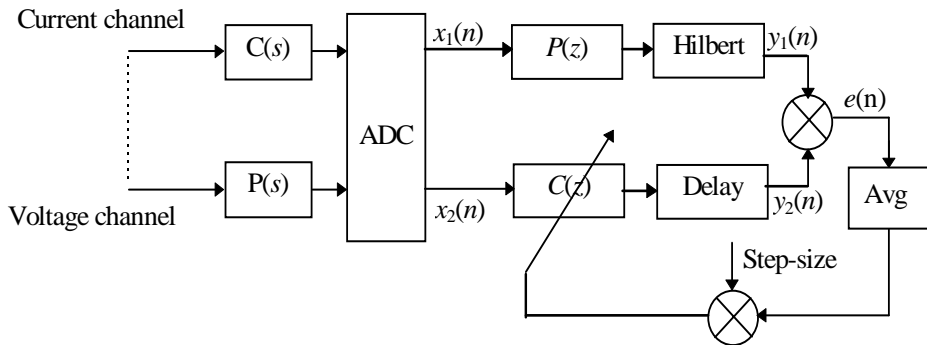 Current channel
C(s)
ADC
x₁(n)
P(z)
Hilbert
y₁(n)
e(n)
P(s)
Voltage channel
x₂(n)
C(z)
Delay
y₂(n)
Avg
Step-size